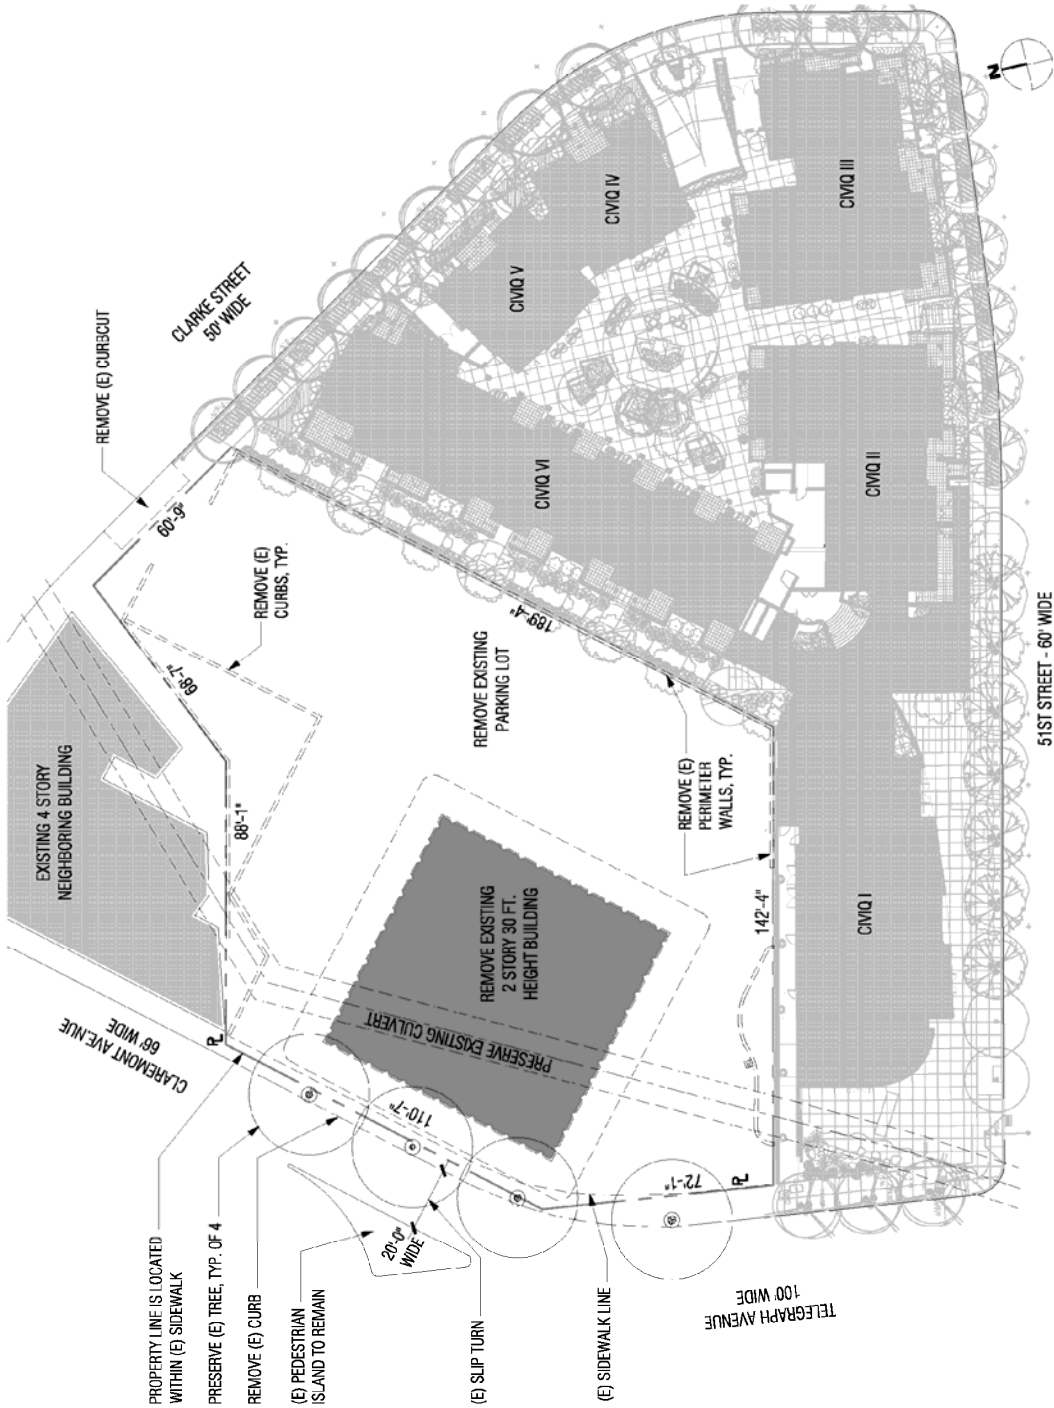 N
CLARKE STREET
50' WIDE
REMOVE (E) CURBCUT
60'-9"
REMOVE (E)
CURBS, TYP.
68'-7"
88'-1"
189'-4"
EXISTING 4 STORY
NEIGHBORING BUILDING
REMOVE EXISTING
PARKING LOT
CIVIQ III
CIVIQ IV
CIVIQ V
CIVIQ VI
CIVIQ II
CIVIQ I
51ST STREET - 60' WIDE
REMOVE (E)
PERIMETER
WALLS, TYP.
142'-4"
REMOVE EXISTING
2 STORY 30 FT.
HEIGHT BUILDING
PRESERVE EXISTING CULVERT
CLAREMONT AVENUE
66' WIDE
PL
110'-7"
72'-1"
PL
20'-0"
WIDE
TELEGRAPH AVENUE
100' WIDE
PROPERTY LINE IS LOCATED
WITHIN (E) SIDEWALK
PRESERVE (E) TREE, TYP. OF 4
REMOVE (E) CURB
(E) PEDESTRIAN
ISLAND TO REMAIN
(E) SLIP TURN
(E) SIDEWALK LINE